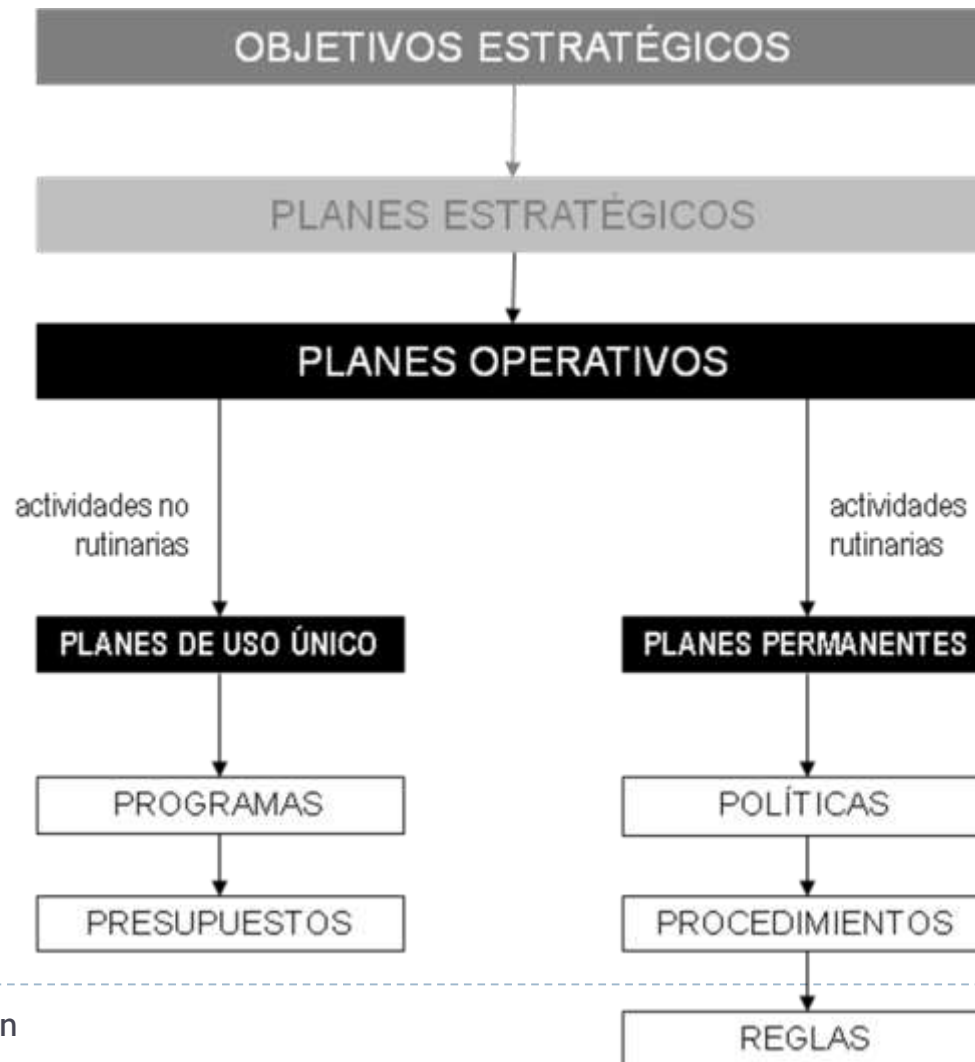 OBJETIVOS ESTRATÉGICOS
PLANES ESTRATÉGICOS
PLANES OPERATIVOS
actividades no
rutinarias
actividades
rutinarias
PLANES DE USO ÚNICO
PLANES PERMANENTES
PROGRAMAS
POLÍTICAS
PRESUPUESTOS
PROCEDIMIENTOS
REGLAS